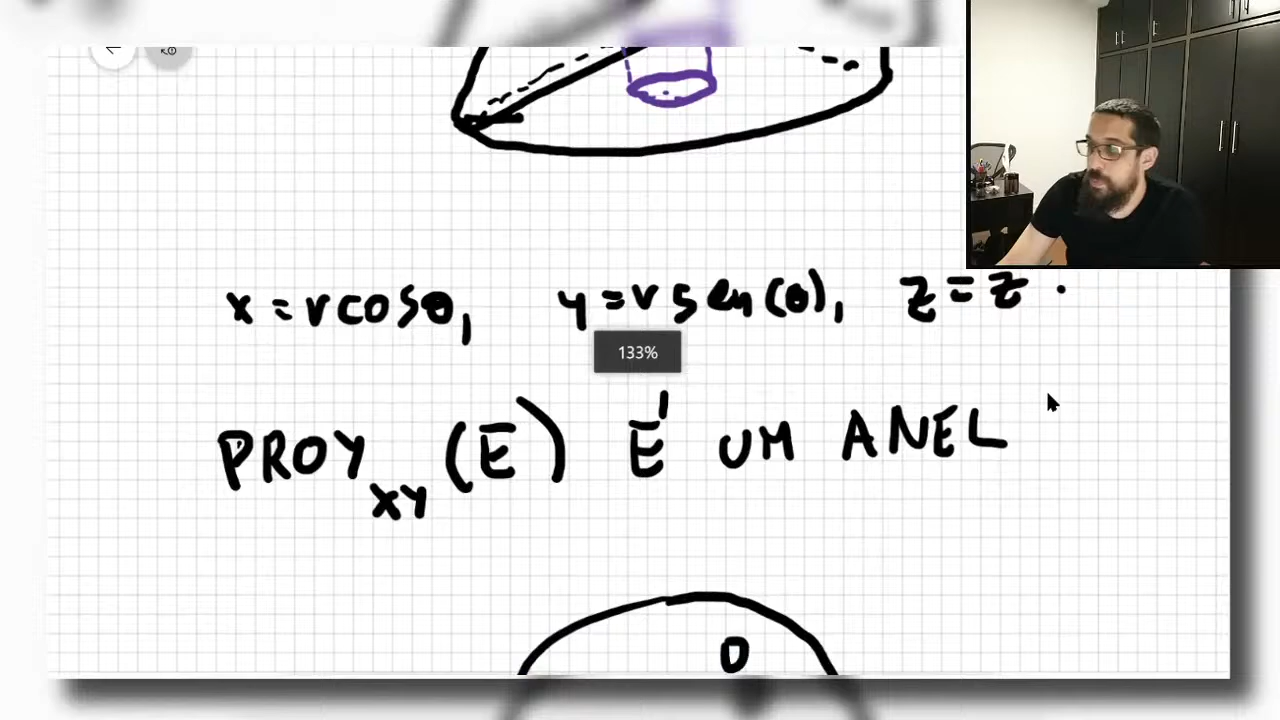 x = r cos θ, y = r sen(θ), z = z.
133%
PROY XY (E) É UM ANEL
D